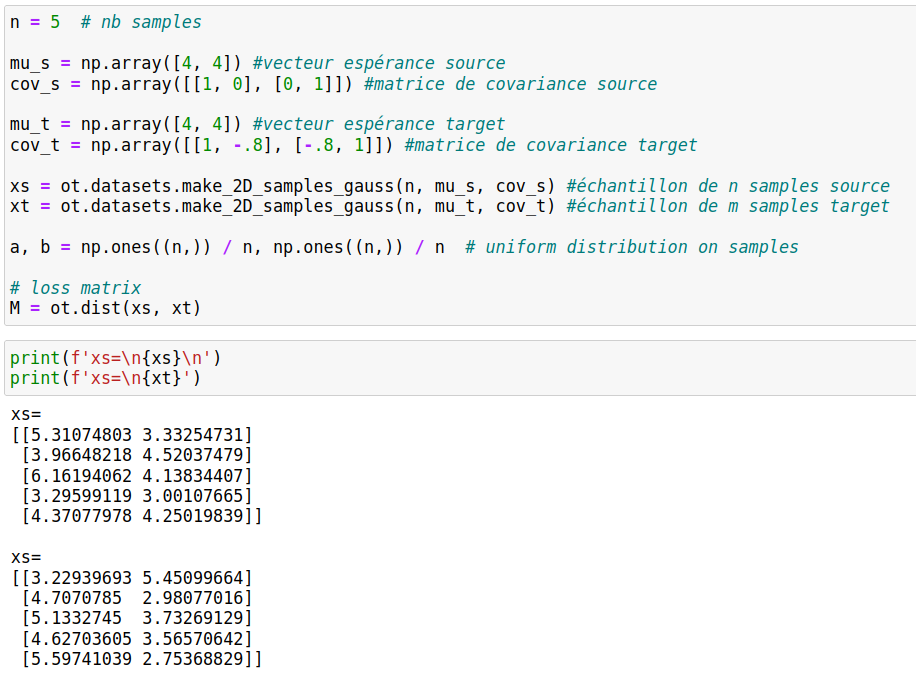 n = 5  # nb samples
mu_s = np.array([4, 4]) #vecteur espérance source
cov_s = np.array([[1, 0], [0, 1]]) #matrice de covariance source
mu_t = np.array([4, 4]) #vecteur espérance target
cov_t = np.array([[1, -.8], [-.8, 1]]) #matrice de covariance target
xs = ot.datasets.make_2D_samples_gauss(n, mu_s, cov_s) #échantillon de n samples source
xt = ot.datasets.make_2D_samples_gauss(n, mu_t, cov_t) #échantillon de m samples target
a, b = np.ones((n,)) / n, np.ones((n,)) / n  # uniform distribution on samples
# loss matrix
M = ot.dist(xs, xt)
print(f'xs=\n{xs}\n')
print(f'xs=\n{xt}')
xs=
[[5.31074803 3.33254731]
 [3.96648218 4.52037479]
 [6.16194062 4.13834407]
 [3.29599119 3.00107665]
 [4.37077978 4.25019839]]
xs=
[[3.22939693 5.45099664]
 [4.7070785  2.98077016]
 [5.1332745  3.73269129]
 [4.62703605 3.56570642]
 [5.59741039 2.75368829]]